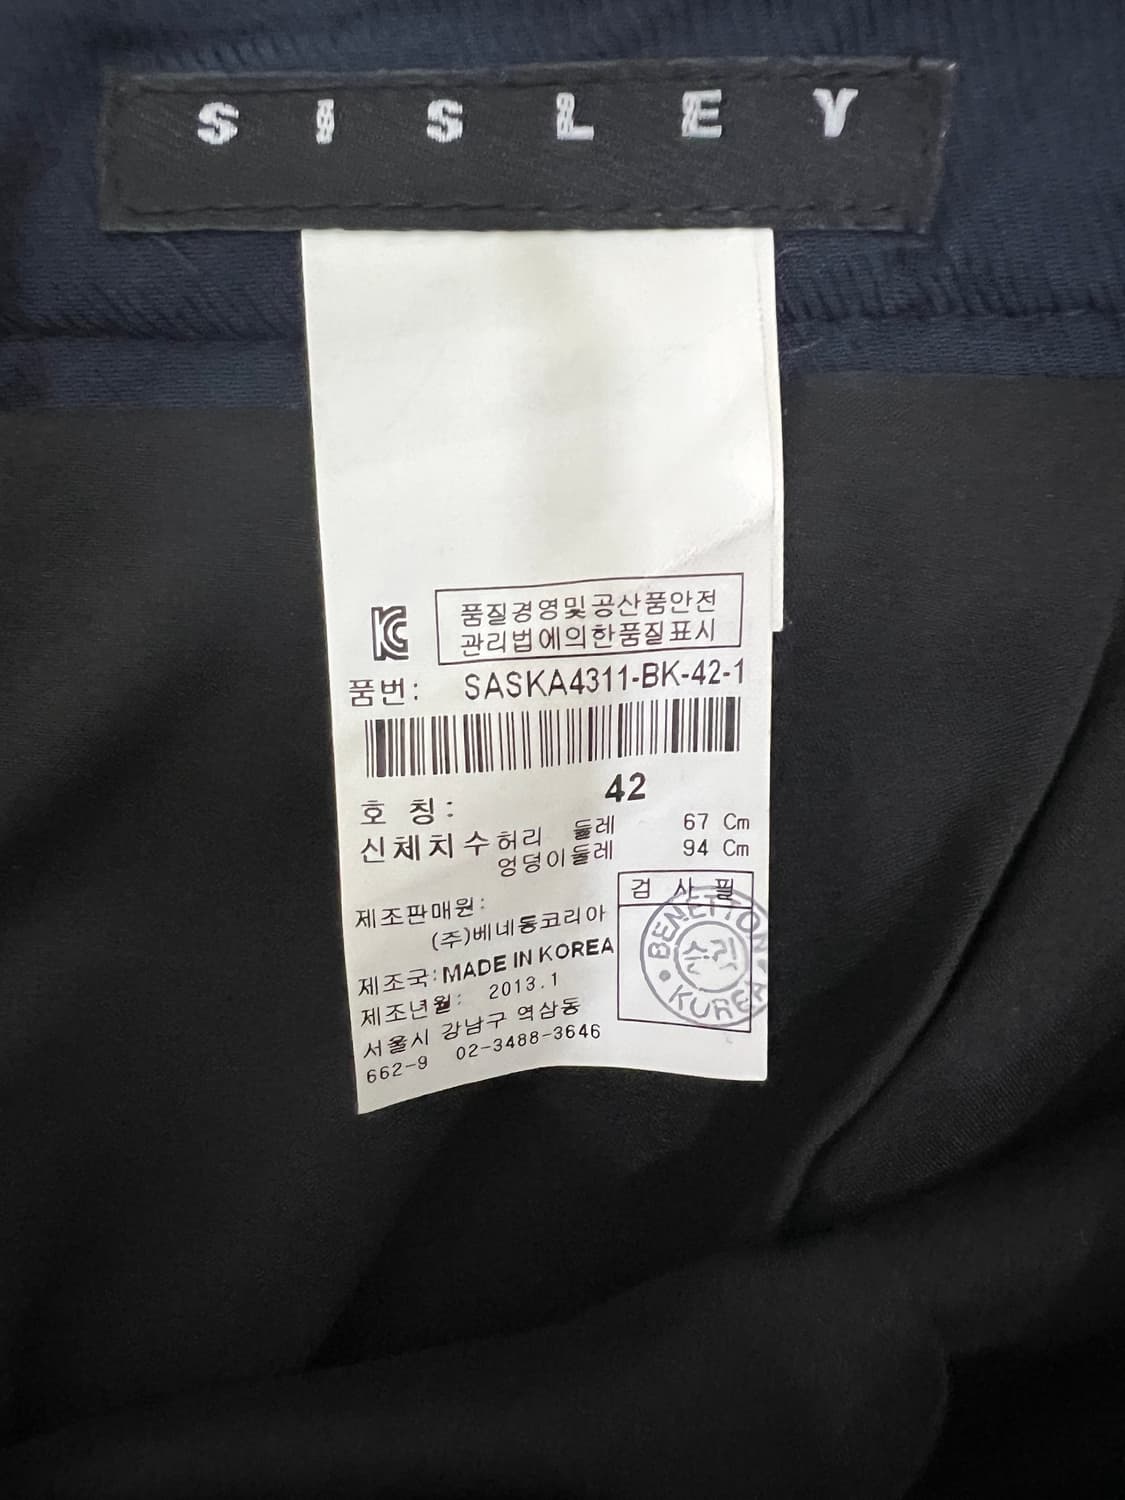 SISLEY
품질경영및공산품안전
관리법에의한품질표시
품번: SASKA4311-BK-42-1
호 칭: 42
신체치수 허리 둘레 67 Cm
엉덩이둘레 94 Cm
검 사 필
제조판매원:
(주)베네통코리아
BENETTON KOREA
제조국: MADE IN KOREA
제조년월: 2013.1
서울시 강남구 역삼동
662-9 02-3488-3646